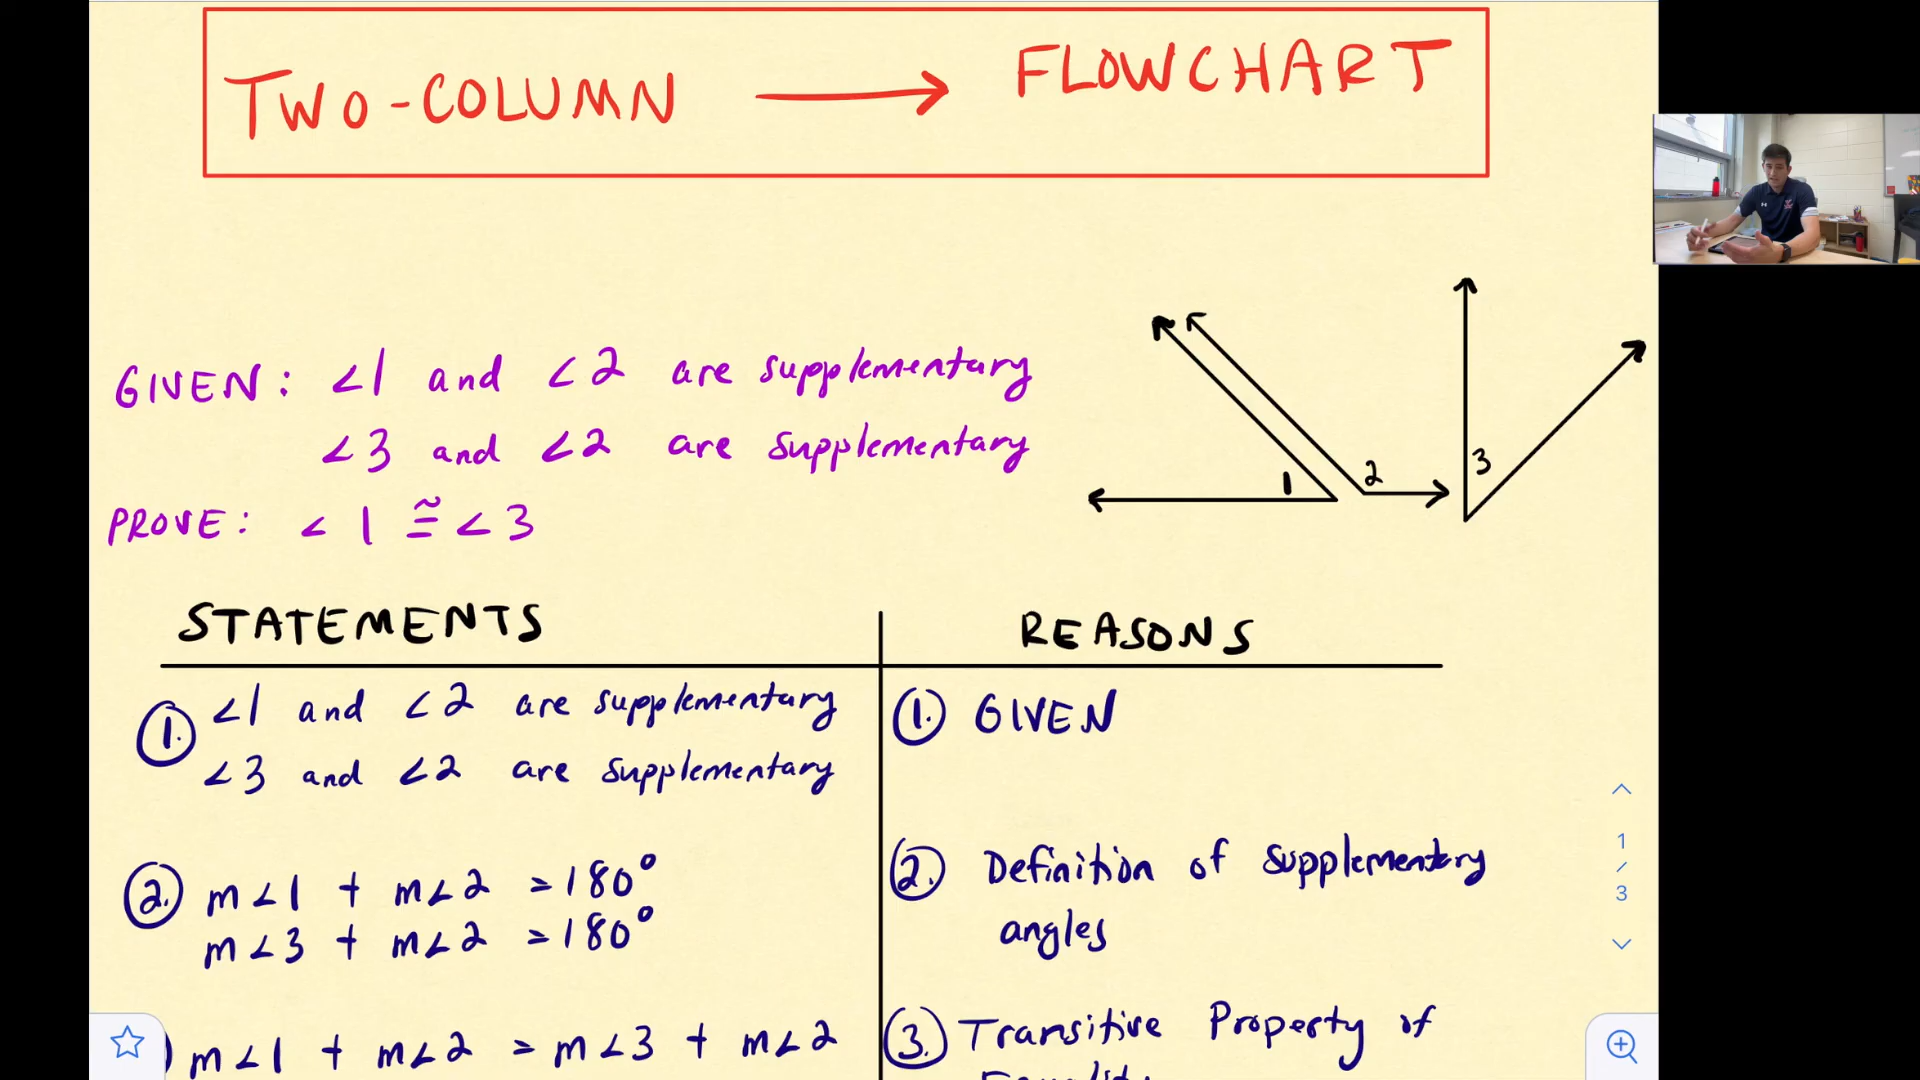 TWO-COLUMN → FLOWCHART
GIVEN: ∠1 and ∠2 are supplementary
∠3 and ∠2 are supplementary
PROVE: ∠1 ≅ ∠3
1 2 3
STATEMENTS REASONS
1. ∠1 and ∠2 are supplementary
∠3 and ∠2 are supplementary
1. GIVEN
2. m∠1 + m∠2 = 180°
m∠3 + m∠2 = 180°
2. Definition of supplementary
angles
m∠1 + m∠2 = m∠3 + m∠2
3. Transitive Property of
Equality
1
/
3